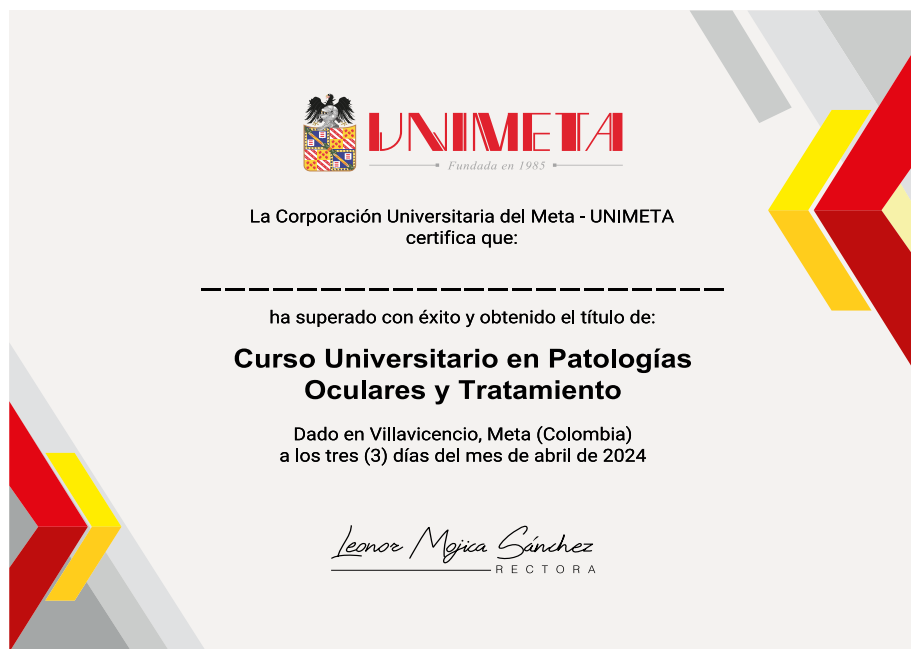 UNIMETA
Fundada en 1985
La Corporación Universitaria del Meta - UNIMETA
certifica que:
ha superado con éxito y obtenido el título de:
Curso Universitario en Patologías
Oculares y Tratamiento
Dado en Villavicencio, Meta (Colombia)
a los tres (3) días del mes de abril de 2024
Leonor Mojica Sánchez
RECTORA